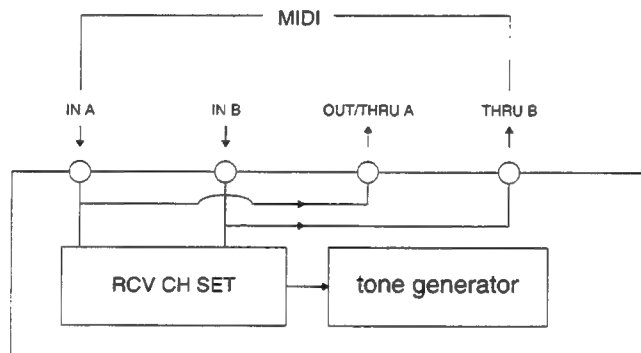 MIDI
IN A
IN B
OUT/THRU A
THRU B
RCV CH SET
tone generator